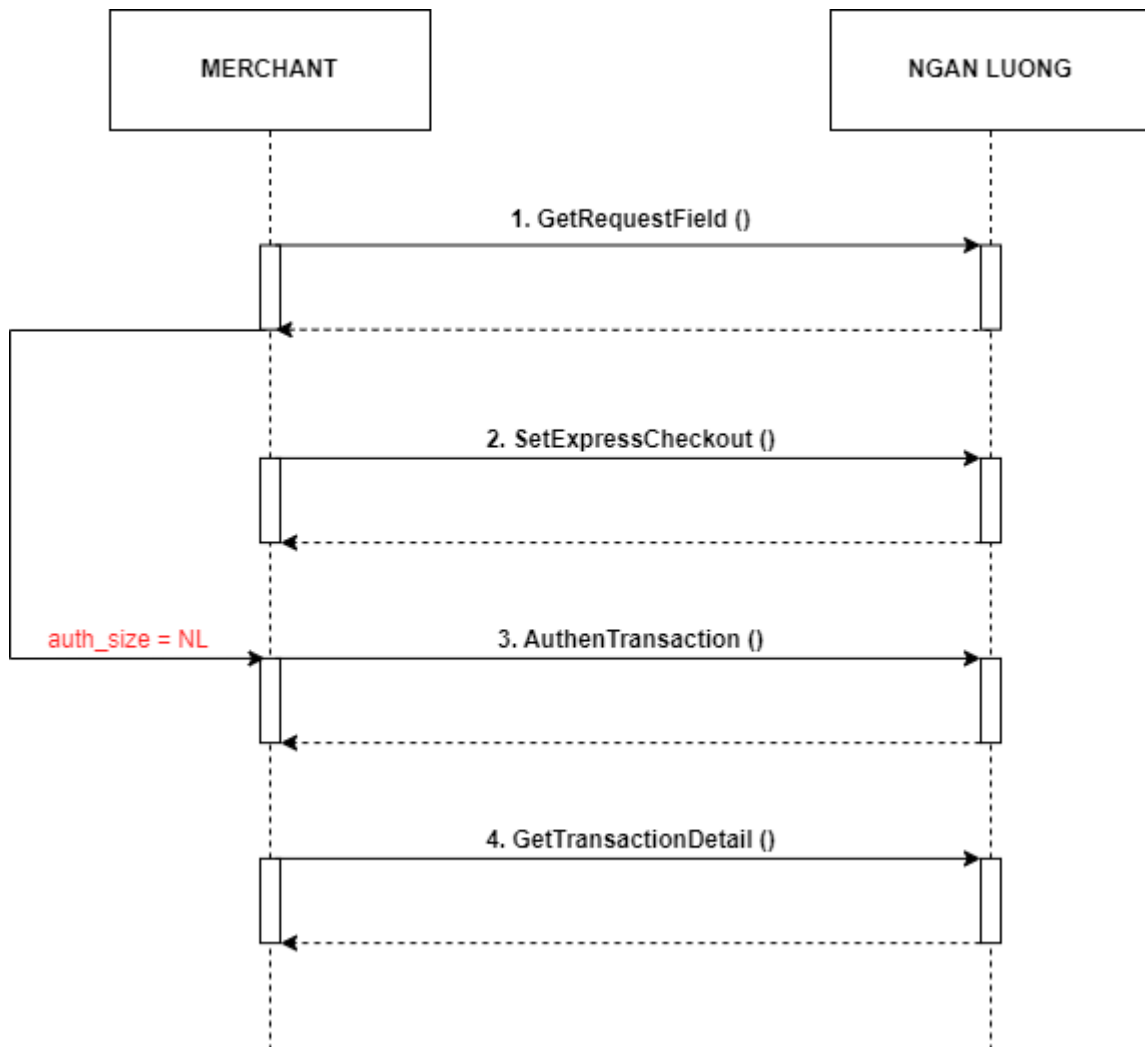 MERCHANT
NGAN LUONG
1. GetRequestField ()
2. SetExpressCheckout ()
auth_size = NL
3. AuthenTransaction ()
4. GetTransactionDetail ()